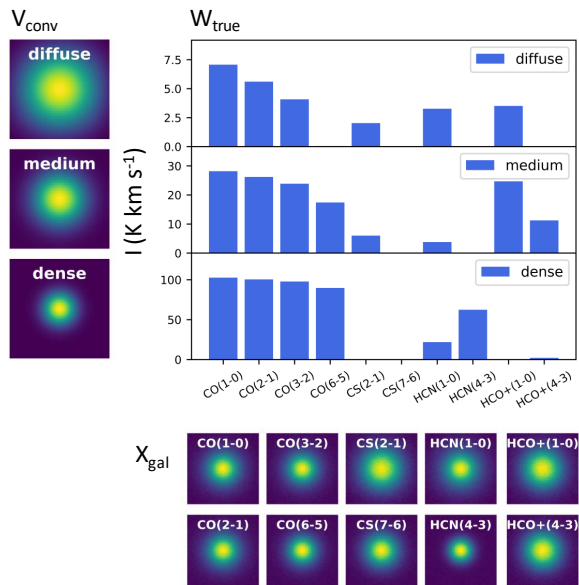 V_conv
W_true
diffuse
medium
dense
I (K km s⁻¹)
7.5
5.0
2.5
0.0
diffuse
30
20
10
0
medium
100
50
0
dense
CO(1-0)
CO(2-1)
CO(3-2)
CO(6-5)
CS(2-1)
CS(7-6)
HCN(1-0)
HCN(4-3)
HCO+(1-0)
HCO+(4-3)
X_gal
CO(1-0) CO(3-2) CS(2-1) HCN(1-0) HCO+(1-0)
CO(2-1) CO(6-5) CS(7-6) HCN(4-3) HCO+(4-3)